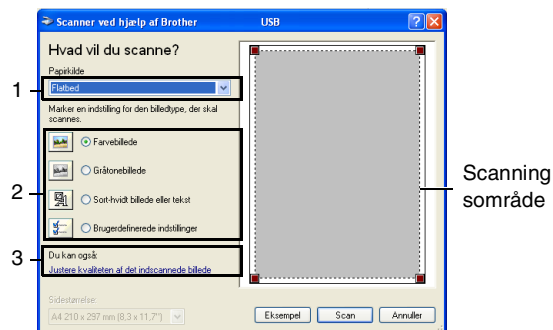 Scanner ved hjælp af Brother USB
Hvad vil du scanne?
Papirkilde
1
Flatbed
Marker en indstilling for den billedtype, der skal
scannes.
Farvebillede
Gråtonebillede
2
Sort-hvidt billede eller tekst
Brugerdefinerede indstillinger
3
Du kan også:
Justere kvaliteten af det indscannede billede
Sidestørrelse:
A4 210 x 297 mm (8,3 x 11,7")
Eksempel
Scan
Annuller
Scanning
sområde